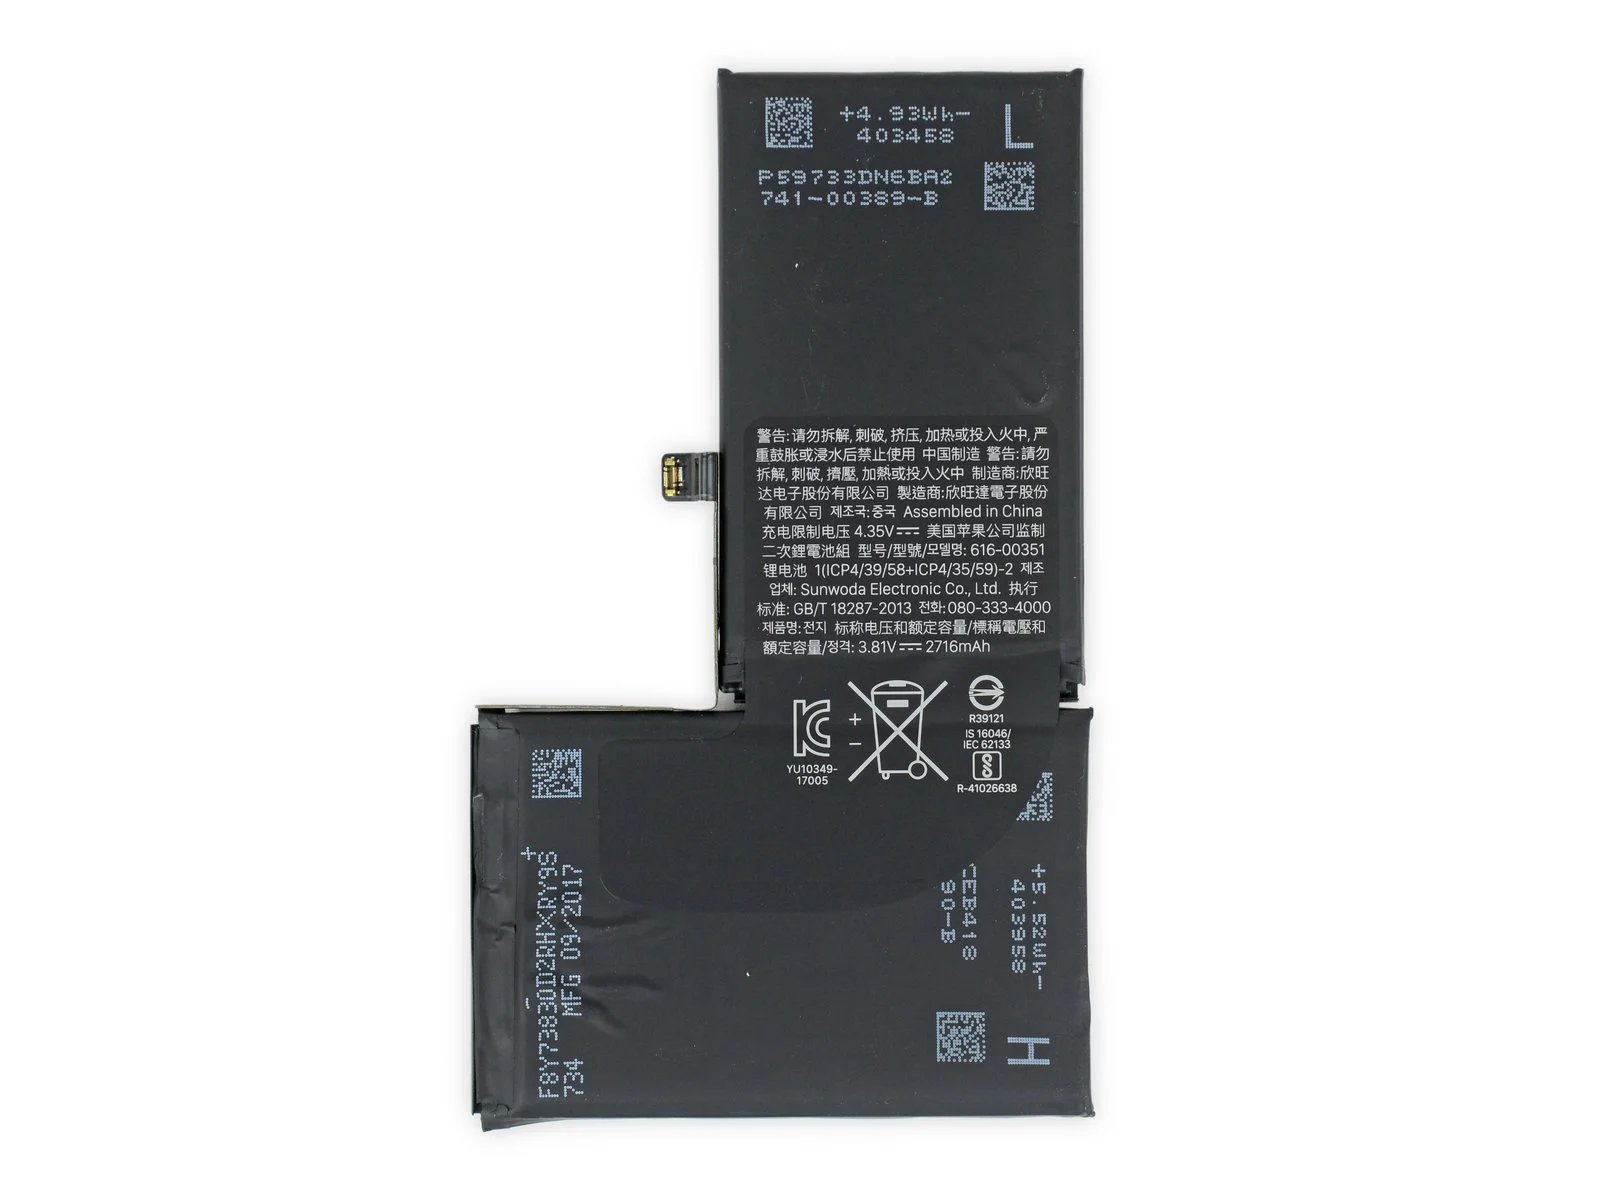 +4.93Wh-
403458
L
P59733DN6BA2
741-00389-B
警告:请勿拆解, 刺破, 挤压, 加热或投入火中, 严
重鼓胀或浸水后禁止使用 中国制造 警告:請勿
拆解, 刺破, 擠壓, 加熱或投入火中 制造商:欣旺
达电子股份有限公司 製造商:欣旺達電子股份
有限公司 제조국:중국 Assembled in China
充电限制电压 4.35V 美国苹果公司监制
二次鋰電池組 型号/型號/모델명: 616-00351
锂电池 1(ICP4/39/58+ICP4/35/59)-2 제조
업체: Sunwoda Electronic Co., Ltd. 执行
标准: GB/T 18287-2013 전화:080-333-4000
제품명:전지 标称电压和额定容量/標稱電壓和
額定容量/정격: 3.81V 2716mAh
+
−
YU10349-
17005
R39121
IS 16046/
IEC 62133
R-41026638
F8Y73830D2RHXRY9S+
734 MFG 09/2017
+5.52Wh-
403958
EB418
90-B
H